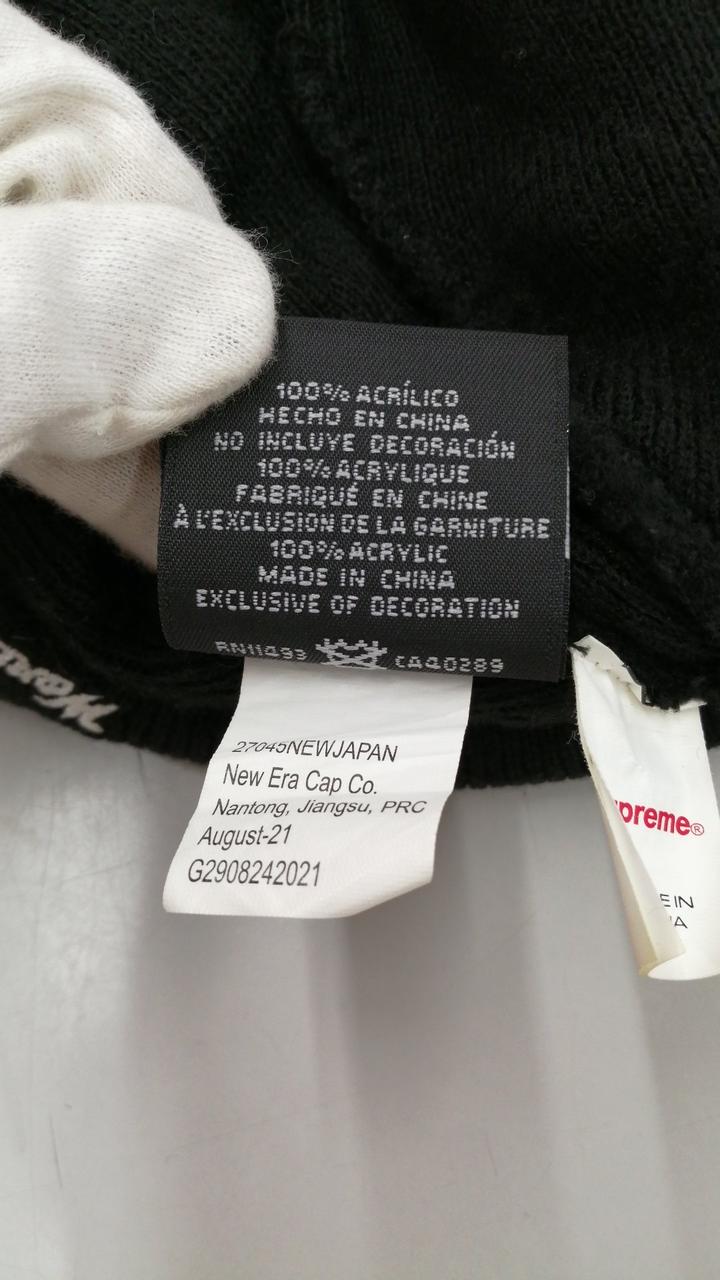 100% ACRÍLICO
HECHO EN CHINA
NO INCLUYE DECORACIÓN
100% ACRYLIQUE
FABRIQUÉ EN CHINE
À L'EXCLUSION DE LA GARNITURE
100% ACRYLIC
MADE IN CHINA
EXCLUSIVE OF DECORATION
RN11493 CA40289
27045NEWJAPAN
New Era Cap Co.
Nantong, Jiangsu, PRC
August-21
G2908242021
preme®
E IN